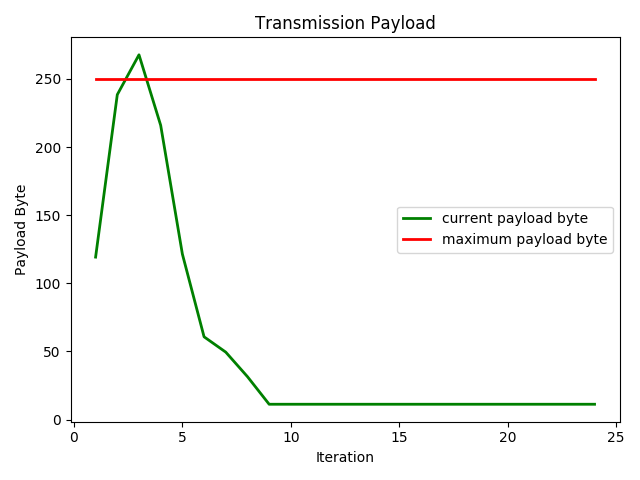 Transmission Payload
Payload Byte
250
200
150
100
50
0
current payload byte
maximum payload byte
0 5 10 15 20 25
Iteration